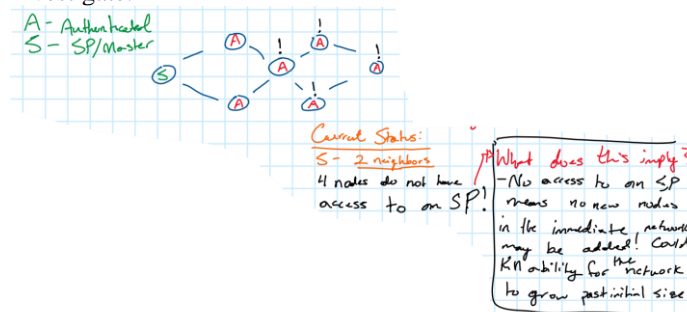 A - Authenticated
S - SP/Master
! !
A A !
S A A
A A
Current Status:
S - 2 neighbors
4 nodes do not have
access to an SP!
What does this imply?
- No access to an SP
means no new nodes
in the immediate network
may be added! Could
ability for the network
to grow past initial size